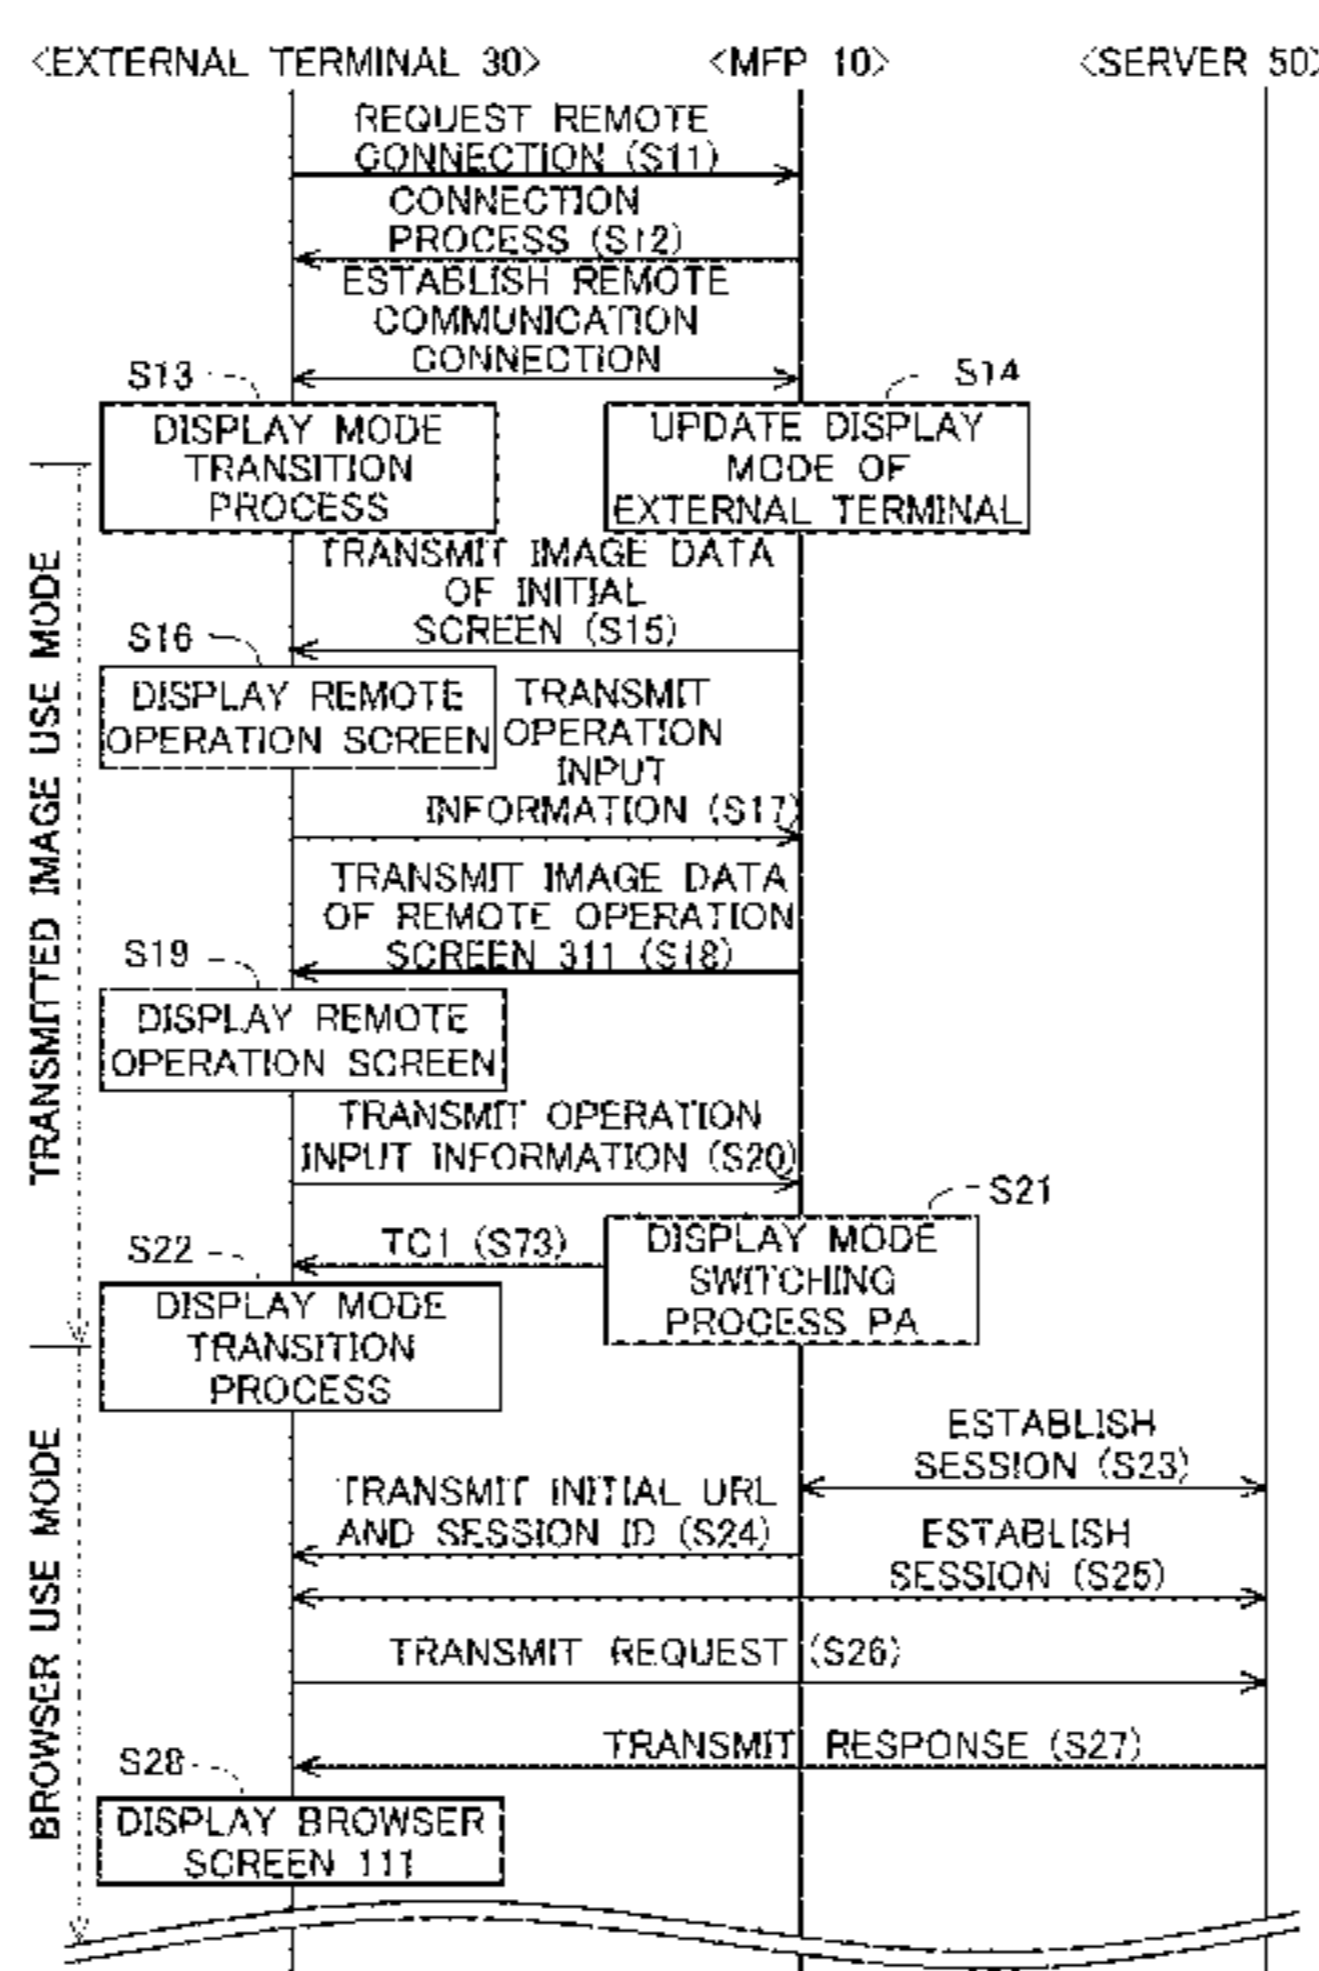 <EXTERNAL TERMINAL 30> <MFP 10> <SERVER 50>
REQUEST REMOTE
CONNECTION (S11)
CONNECTION
PROCESS (S12)
ESTABLISH REMOTE
COMMUNICATION
CONNECTION
S13
S14
DISPLAY MODE
TRANSITION
PROCESS
UPDATE DISPLAY
MODE OF
EXTERNAL TERMINAL
TRANSMIT IMAGE DATA
OF INITIAL
SCREEN (S15)
S16
DISPLAY REMOTE
OPERATION SCREEN
TRANSMIT
OPERATION
INPUT
INFORMATION (S17)
TRANSMIT IMAGE DATA
OF REMOTE OPERATION
SCREEN 311 (S18)
S19
DISPLAY REMOTE
OPERATION SCREEN
TRANSMIT OPERATION
INPUT INFORMATION (S20)
S21
DISPLAY MODE
SWITCHING
PROCESS PA
TC1 (S73)
S22
DISPLAY MODE
TRANSITION
PROCESS
TRANSMITTED IMAGE USE MODE
ESTABLISH
SESSION (S23)
TRANSMIT INITIAL URL
AND SESSION ID (S24)
ESTABLISH
SESSION (S25)
TRANSMIT REQUEST (S26)
TRANSMIT RESPONSE (S27)
S28
DISPLAY BROWSER
SCREEN 111
BROWSER USE MODE